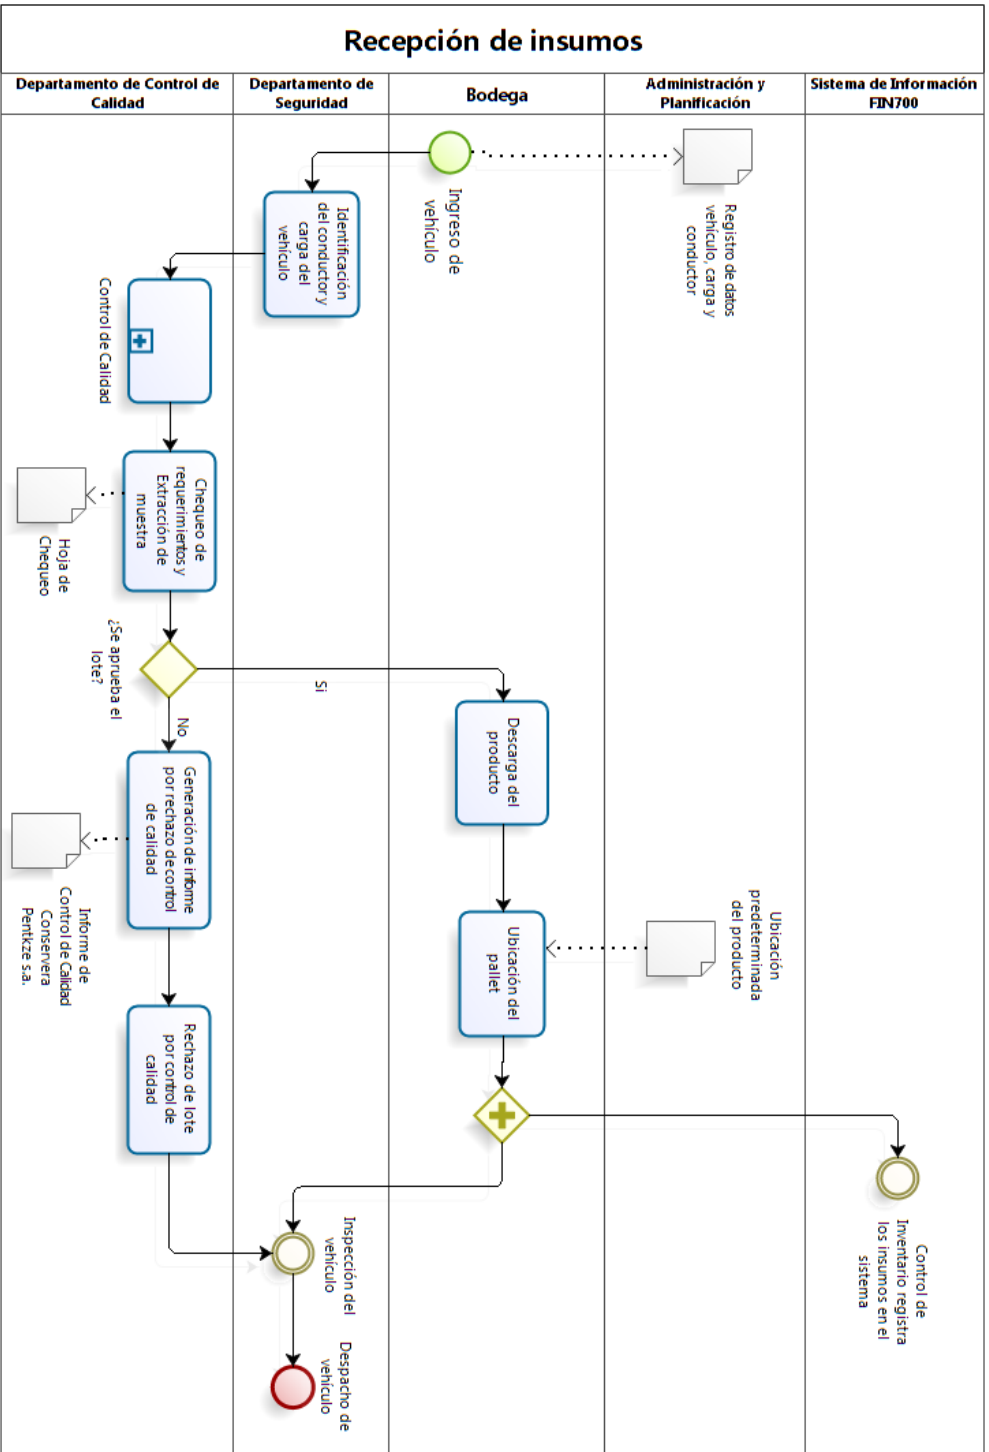 Recepción de insumos
Departamento de Control de
Calidad
Departamento de
Seguridad
Bodega
Administración y
Planificación
Sistema de Información
FIN700
Ingreso de
vehículo
Registro de datos
vehículo, carga y
conductor
Identificación
del conductor y
carga del
vehículo
Control de Calidad
Chequeo de
requerimientos y
Extracción de
muestra
Hoja de
Chequeo
¿Se aprueba el
lote?
Si
No
Descarga del
producto
Generación de informe
por rechazo de control
de calidad
Informe de
Control de Calidad
Conservera
Pentkze s.a.
Ubicación
predeterminada
del producto
Ubicación del
pallet
Rechazo de lote
por control de
calidad
Control de
Inventario registra
los insumos en el
sistema
Inspección del
vehículo
Despacho de
vehículo